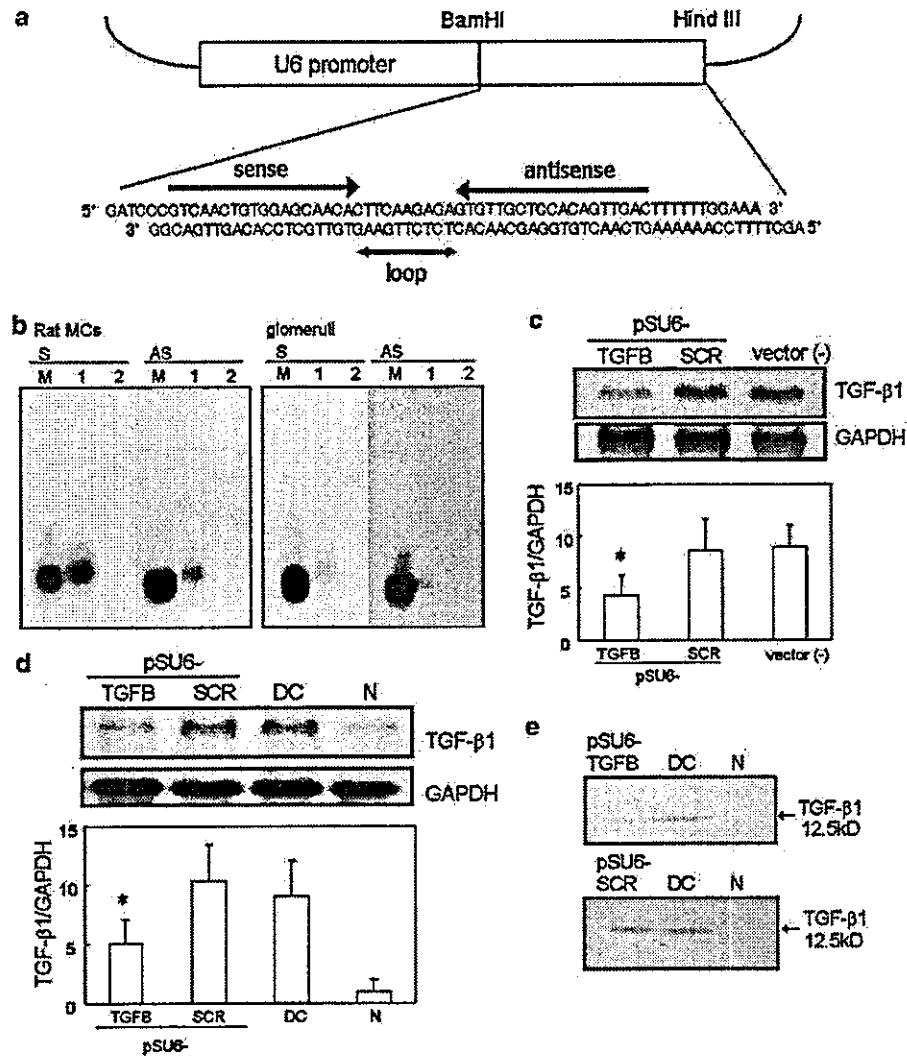 a
BamHI Hind III
U6 promoter
sense antisense
5' GATCCCGTCAACTGTGGAGCAACACTTCAAGAGAGTGTTGCTCCACAGTTGACTTTTTTGGAAA 3'
3' GGCAGTTGACACCTCGTTGTGAAGTTCTCTCACAACGAGGTGTCAACTGAAAAAACCTTTTCGA 5'
loop
b
Rat MCs glomeruli
S AS S AS
M 1 2 M 1 2 M 1 2 M 1 2
c
pSU6-
TGFB SCR vector (-)
TGF-β1
GAPDH
15
10
5
0
TGF-β1/GAPDH
*
TGFB SCR vector (-)
pSU6-
d
pSU6-
TGFB SCR DC N
TGF-β1
GAPDH
15
10
5
0
TGF-β1/GAPDH
*
TGFB SCR DC N
pSU6-
e
pSU6-
TGFB DC N
TGF-β1
12.5kD
pSU6-
SCR DC N
TGF-β1
12.5kD